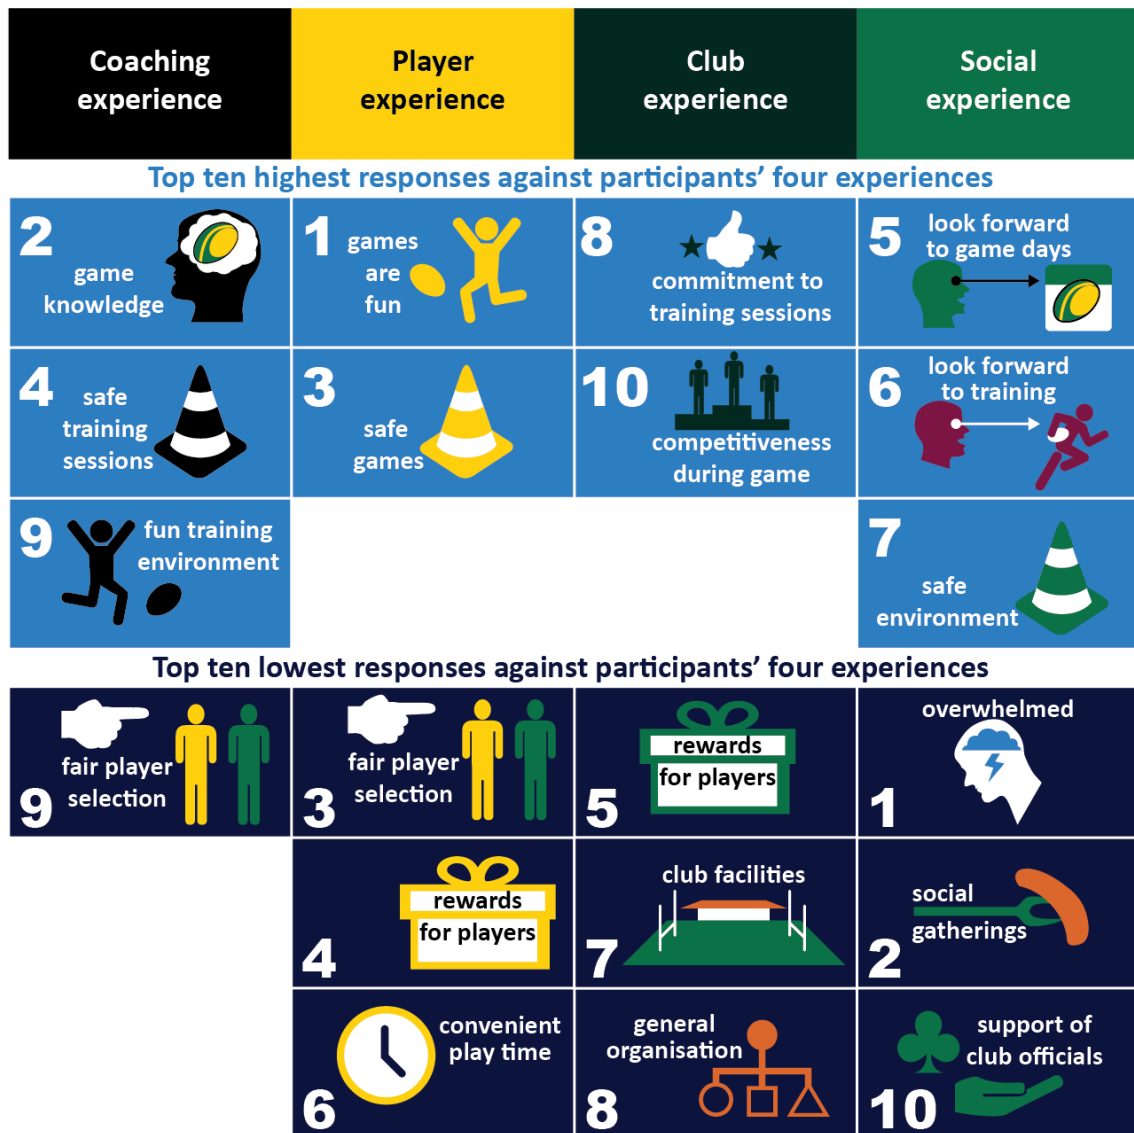 Coaching
experience
Player
experience
Club
experience
Social
experience
Top ten highest responses against participants’ four experiences
2
game
knowledge
1
games
are
fun
8
commitment to
training sessions
5
look forward
to game days
4
safe
training
sessions
3
safe
games
10
competitiveness
during game
6
look forward
to training
9
fun training
environment
7
safe
environment
Top ten lowest responses against participants’ four experiences
fair player
selection
9
fair player
selection
3
rewards
for players
5
overwhelmed
1
rewards
for players
4
club facilities
7
social
gatherings
2
convenient
play time
6
general
organisation
8
support of
club officials
10